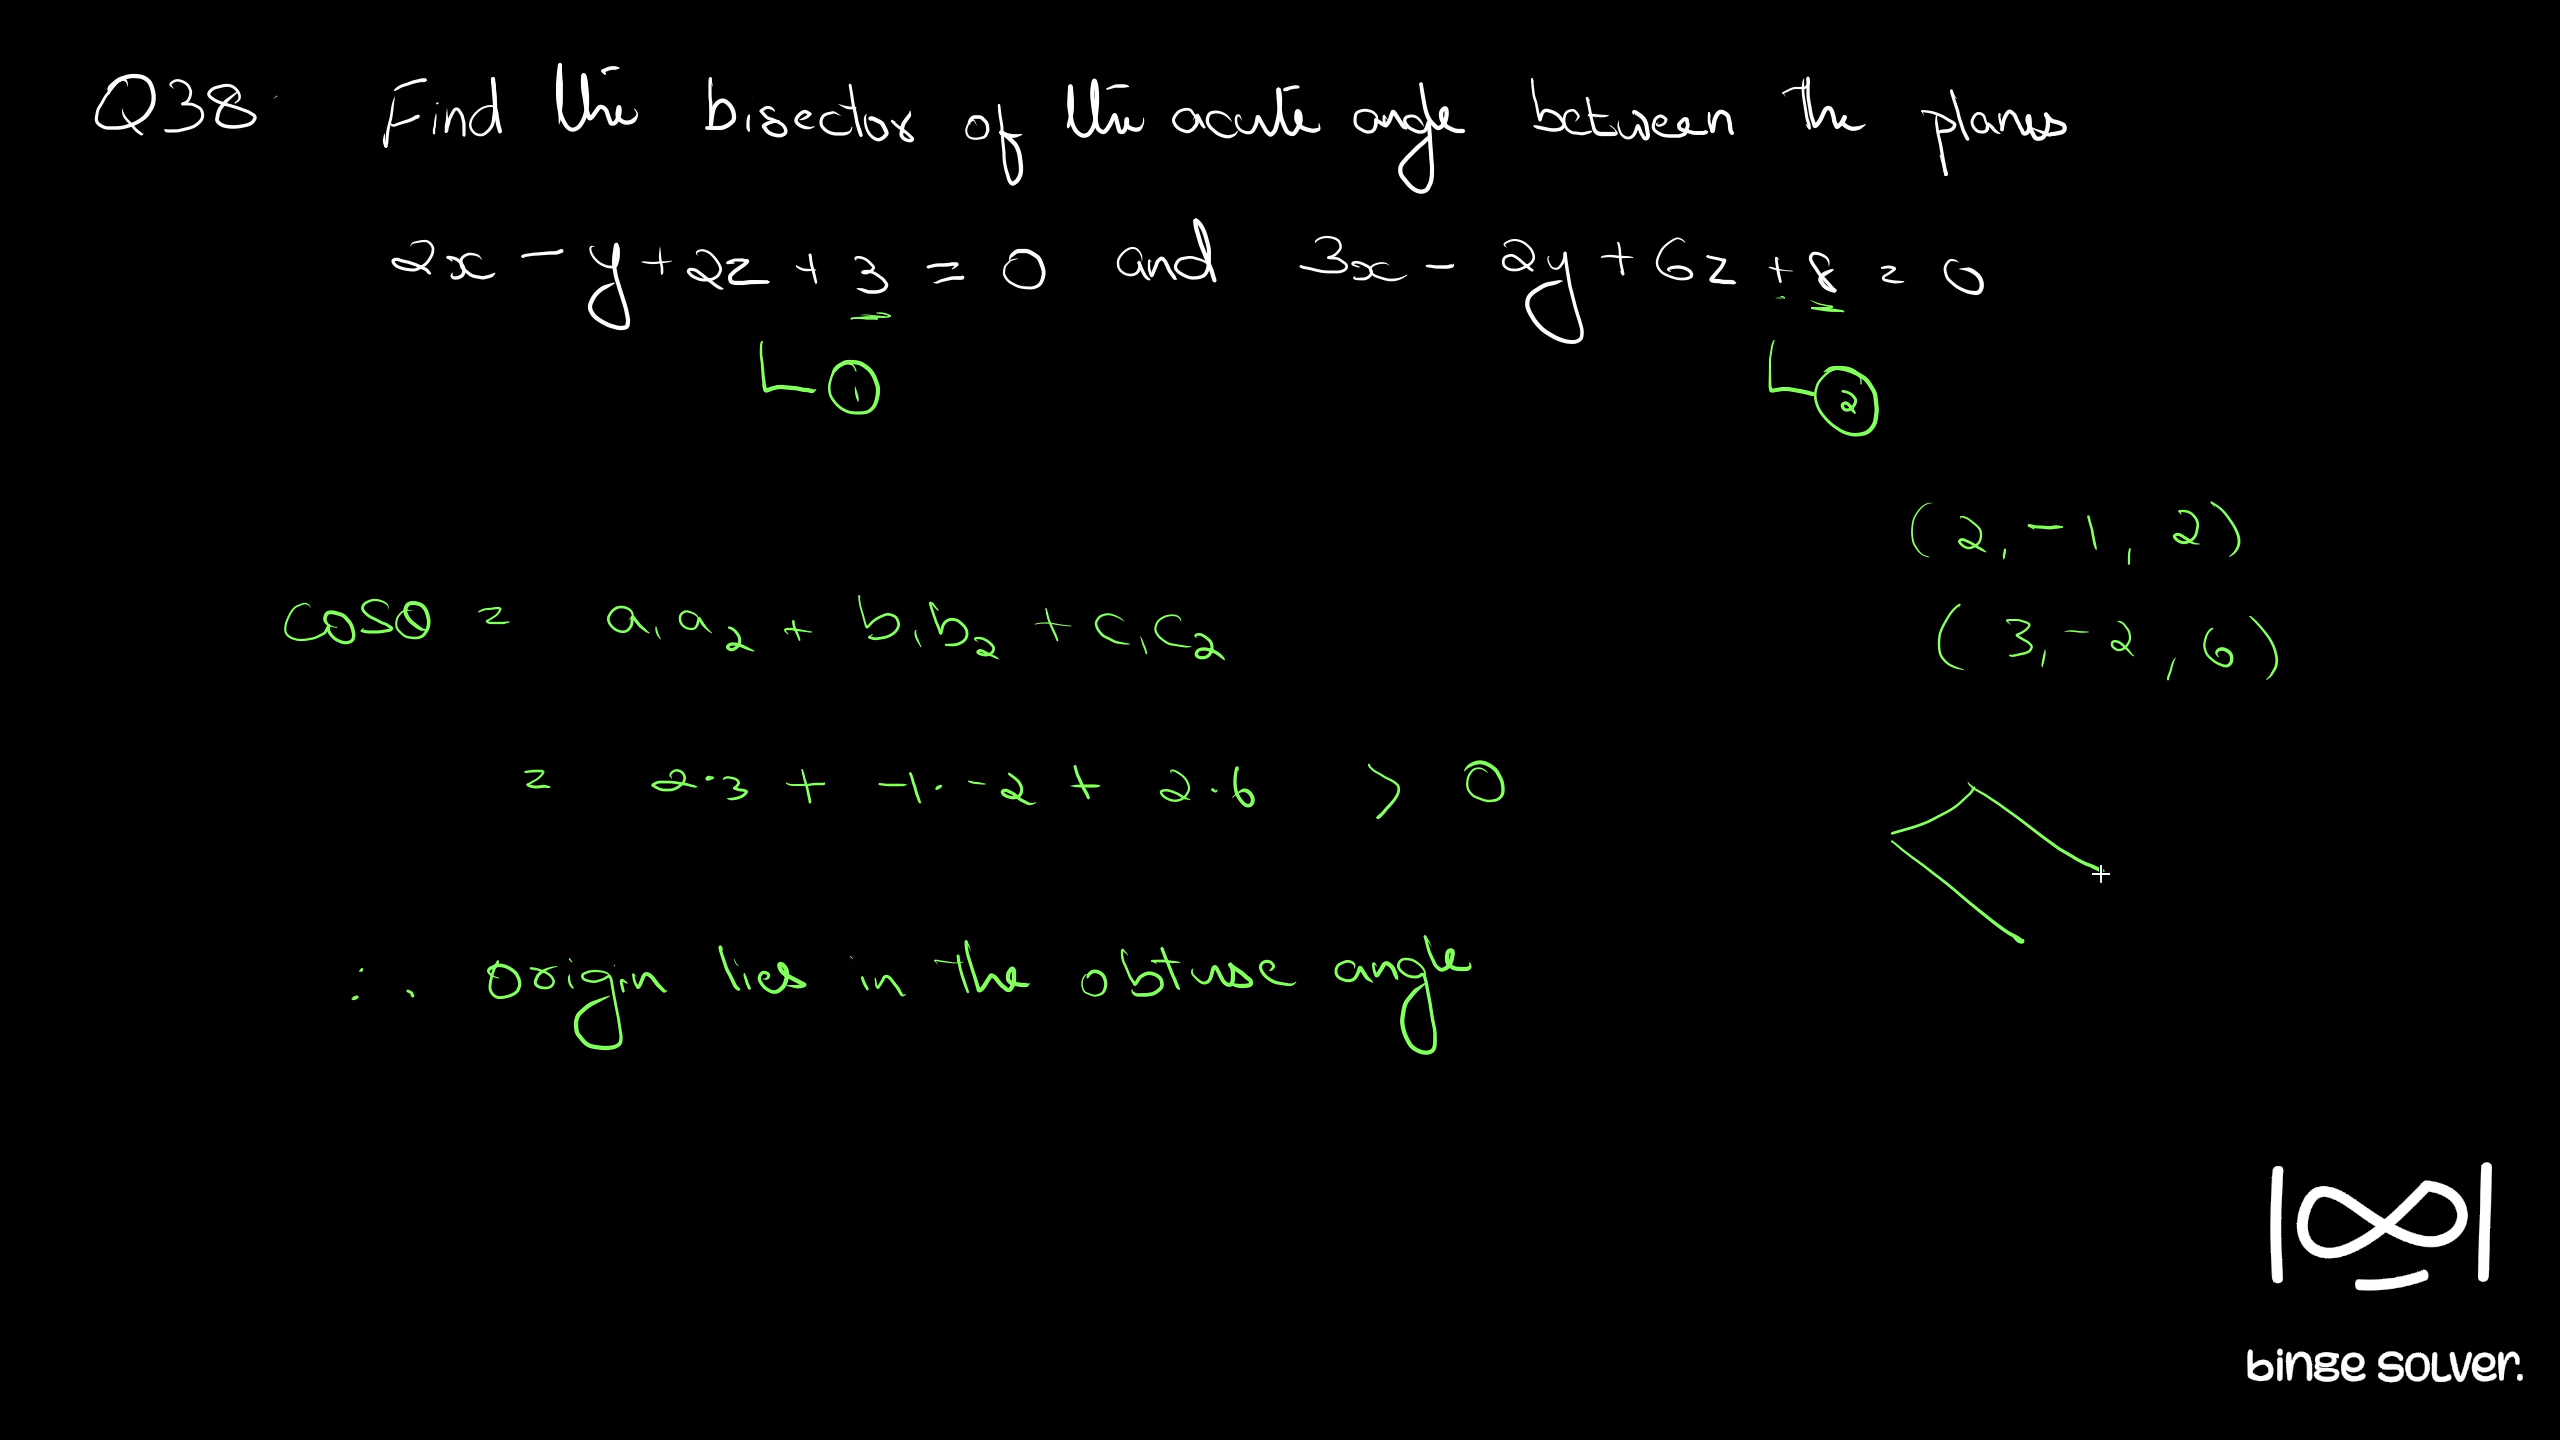 Q38. Find the bisector of the acute angle between the planes
2x - y + 2z + 3 = 0 and 3x - 2y + 6z + 8 = 0
1 2
(2, -1, 2)
cosθ = a₁a₂ + b₁b₂ + c₁c₂
(3, -2, 6)
= 2·3 + -1·-2 + 2·6 > 0
∴ origin lies in the obtuse angle
binge solver.